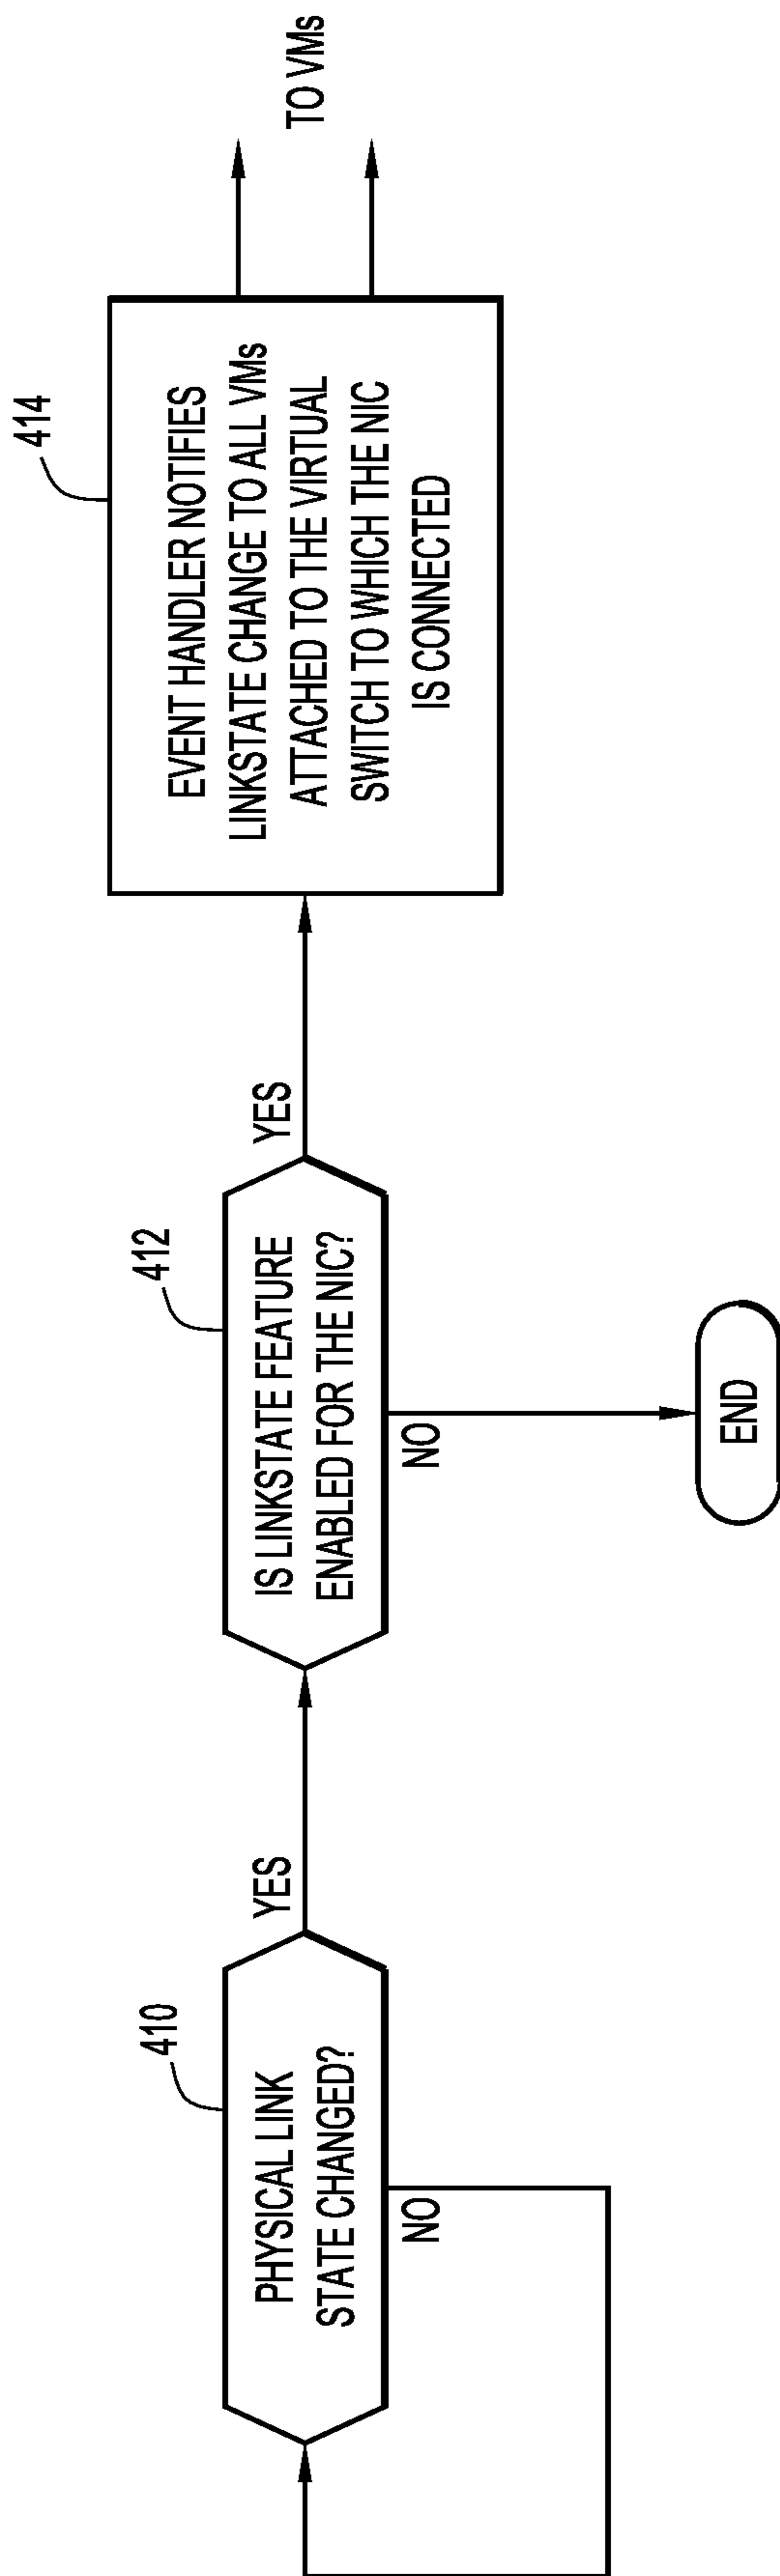 410
PHYSICAL LINK
STATE CHANGED?
NO
YES
412
IS LINKSTATE FEATURE
ENABLED FOR THE NIC?
NO
END
YES
414
EVENT HANDLER NOTIFIES
LINKSTATE CHANGE TO ALL VMs
ATTACHED TO THE VIRTUAL
SWITCH TO WHICH THE NIC
IS CONNECTED
TO VMs